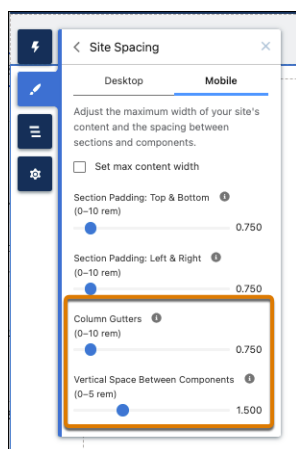 Site Spacing
Desktop
Mobile
Adjust the maximum width of your site's
content and the spacing between
sections and components.
Set max content width
Section Padding: Top & Bottom
(0–10 rem)
0.750
Section Padding: Left & Right
(0–10 rem)
0.750
Column Gutters
(0–10 rem)
0.750
Vertical Space Between Components
(0–5 rem)
1.500